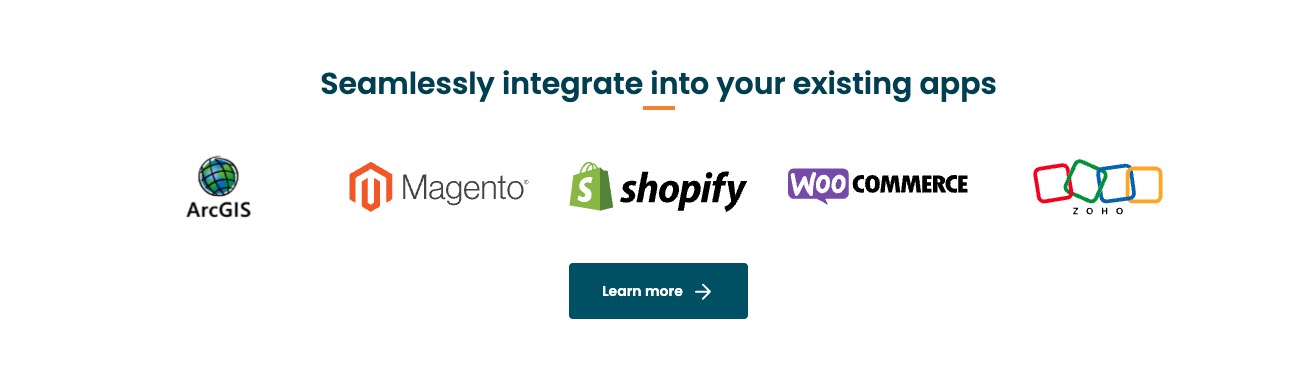 Seamlessly integrate into your existing apps
ArcGIS
Magento®
shopify
WOO COMMERCE
ZOHO
Learn more